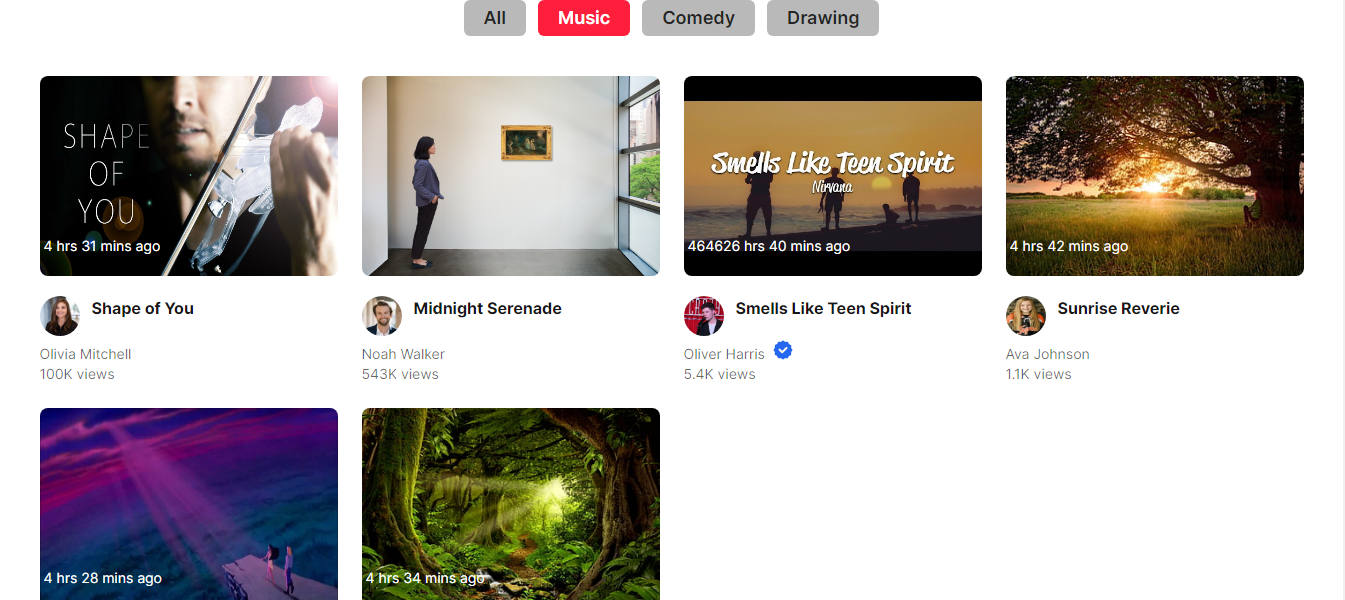 All Music Comedy Drawing
SHAPE
OF
YOU
4 hrs 31 mins ago
Smells Like Teen Spirit
Nirvana
464626 hrs 40 mins ago
4 hrs 42 mins ago
Shape of You
Olivia Mitchell
100K views
Midnight Serenade
Noah Walker
543K views
Smells Like Teen Spirit
Oliver Harris
5.4K views
Sunrise Reverie
Ava Johnson
1.1K views
4 hrs 28 mins ago
4 hrs 34 mins ago